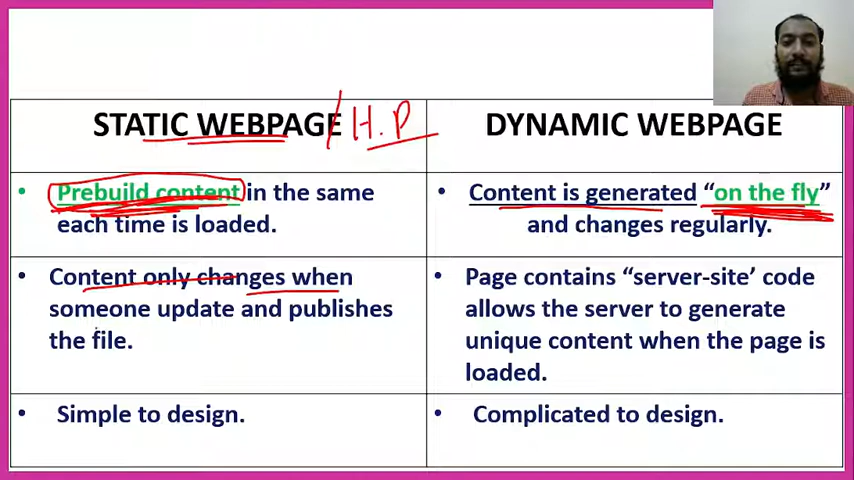 STATIC WEBPAGE / H.P
DYNAMIC WEBPAGE
• Prebuild content in the same
each time is loaded.
• Content is generated “on the fly”
and changes regularly.
• Content only changes when
someone update and publishes
the file.
• Page contains “server-site’ code
allows the server to generate
unique content when the page is
loaded.
• Simple to design.
• Complicated to design.